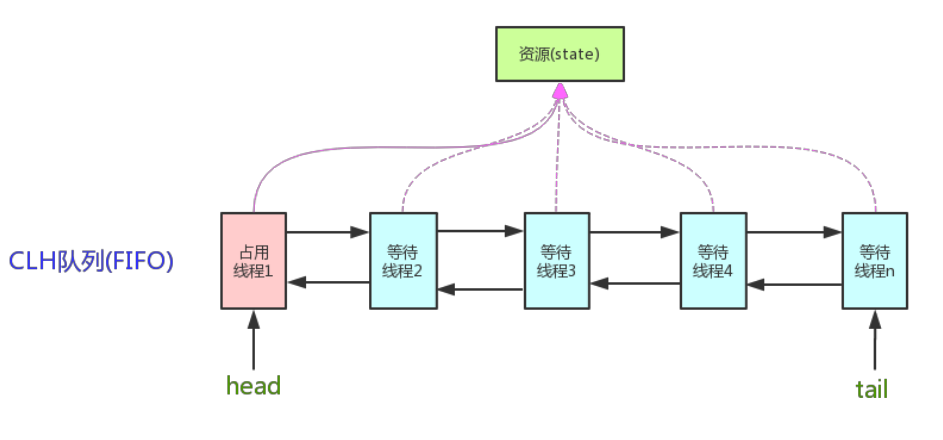 资源(state)
CLH队列(FIFO)
占用
线程1
等待
线程2
等待
线程3
等待
线程4
等待
线程n
head
tail